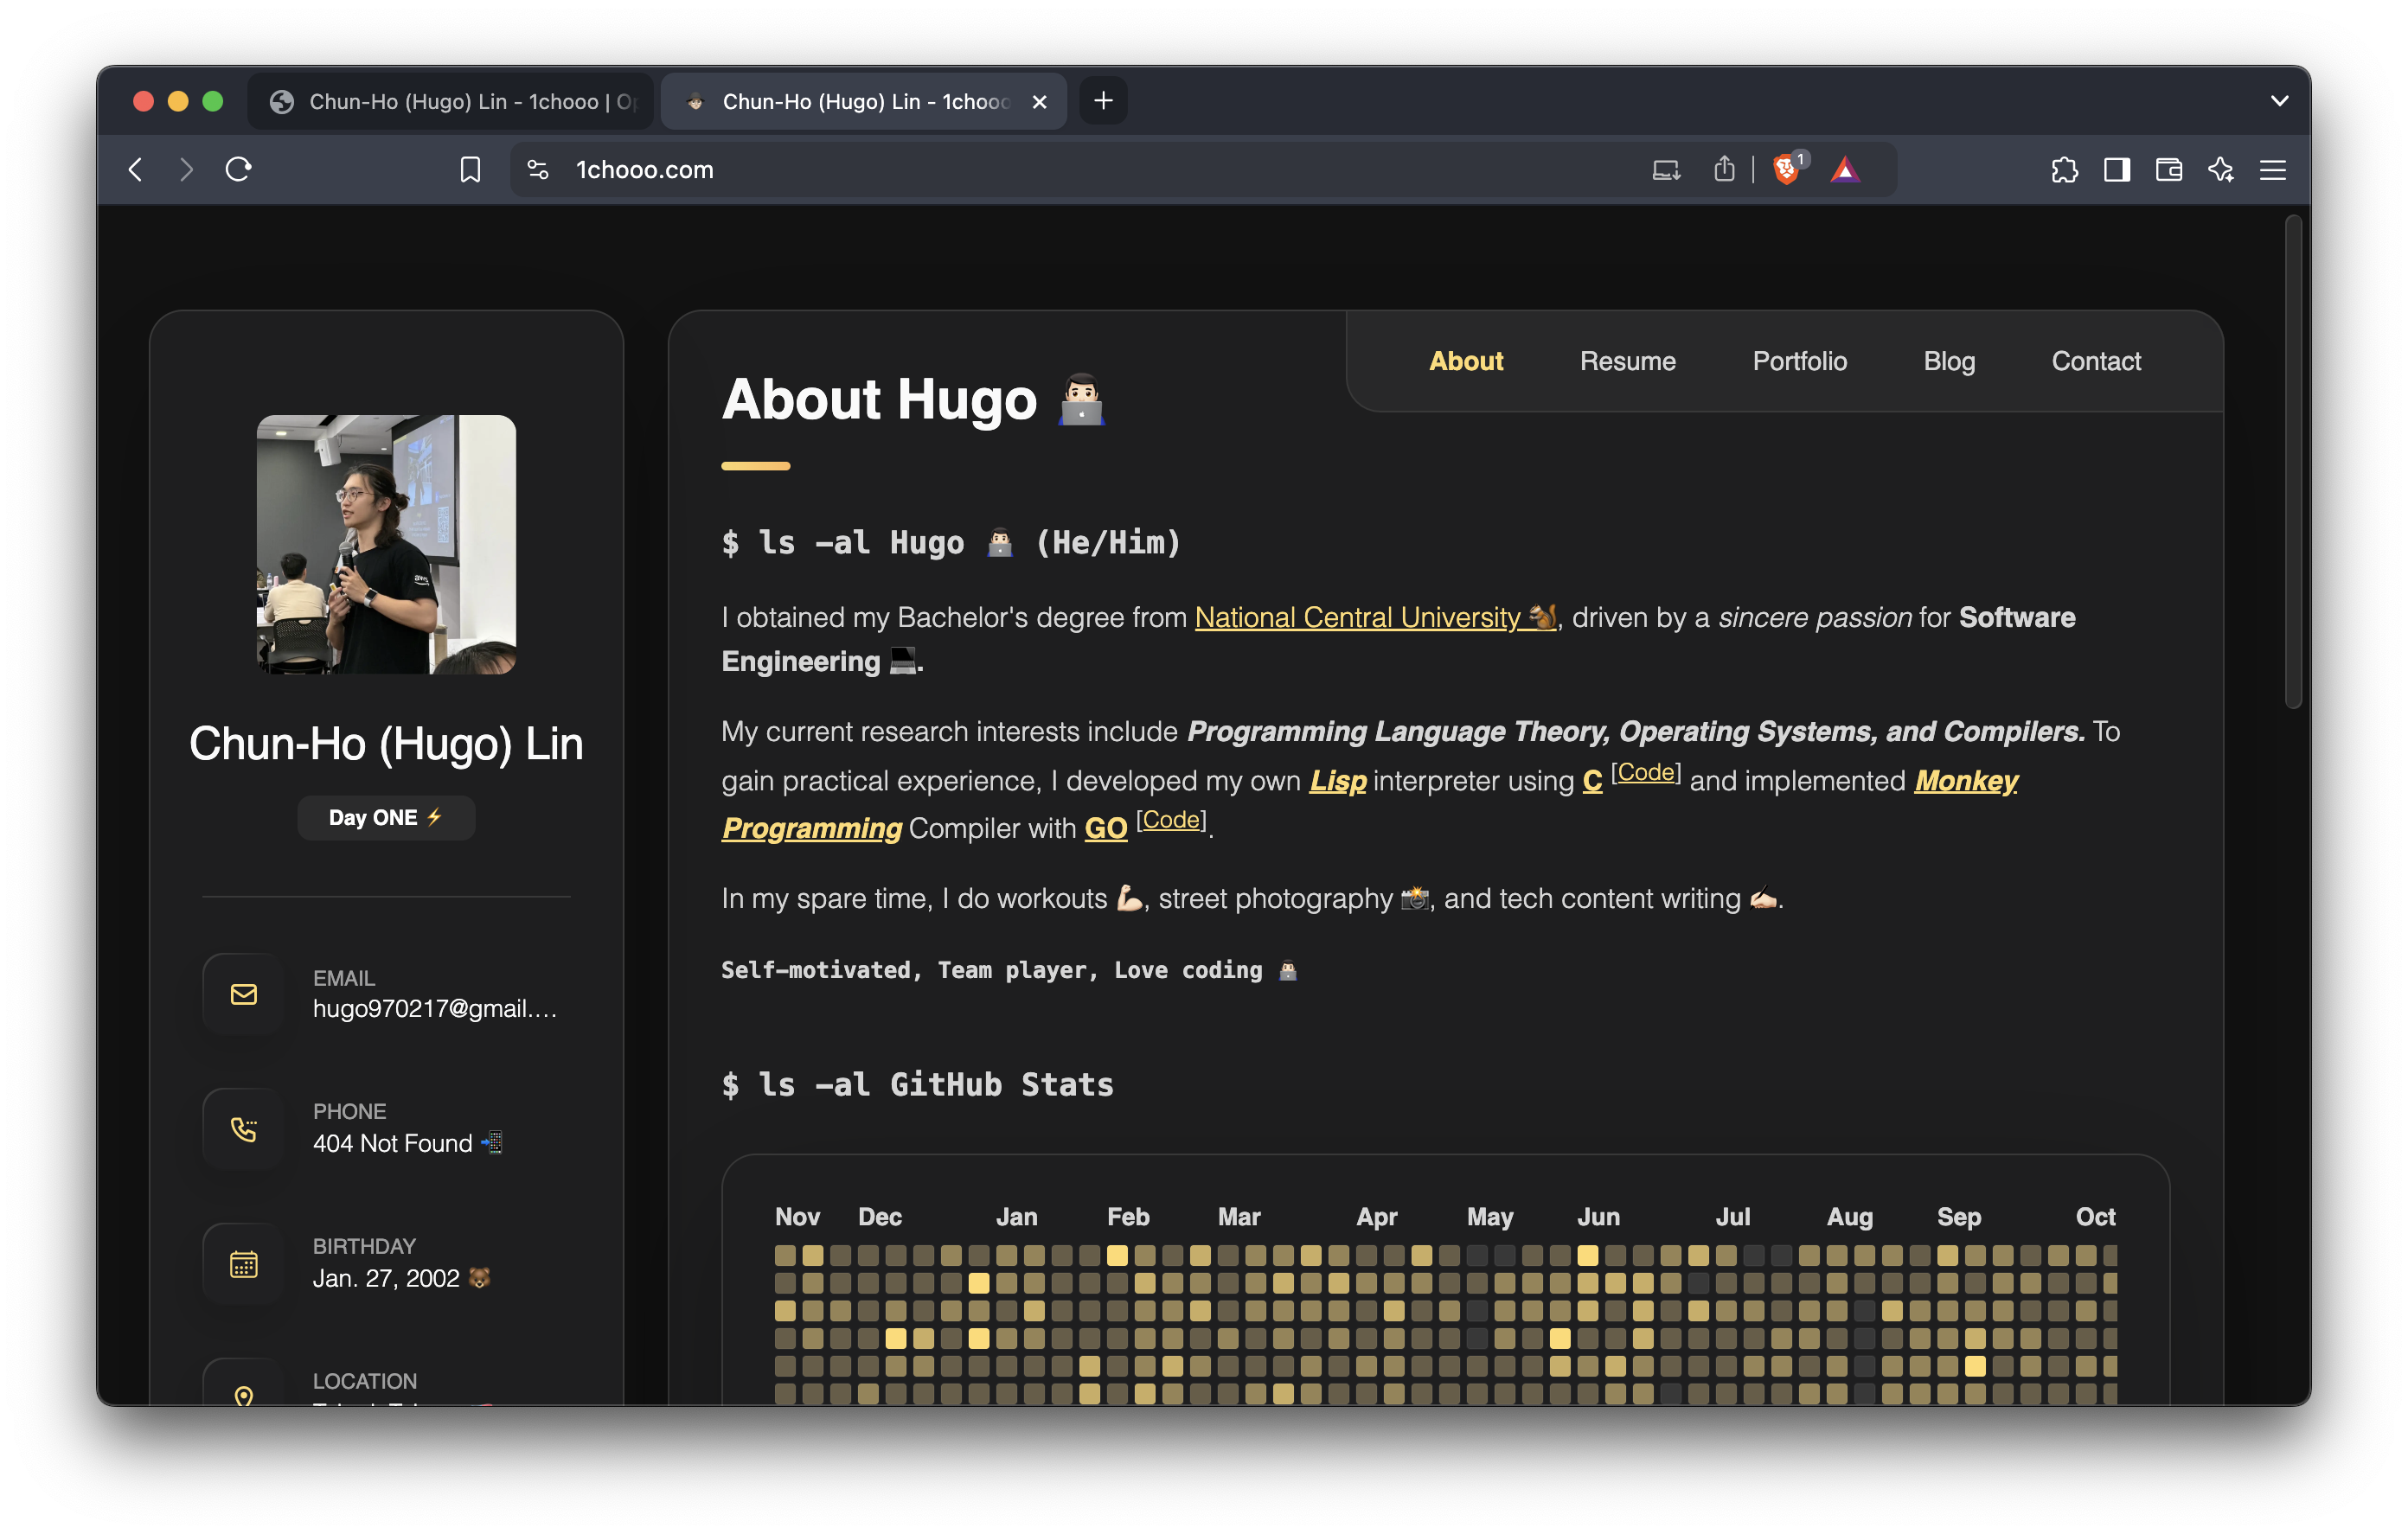 Chun-Ho (Hugo) Lin - 1chooo | Op
Chun-Ho (Hugo) Lin - 1chooo
1chooo.com
1
About
Resume
Portfolio
Blog
Contact
About Hugo 👨🏻‍💻
aws
Chun-Ho (Hugo) Lin
Day ONE ⚡
EMAIL
hugo970217@gmail.…
PHONE
404 Not Found 📲
BIRTHDAY
Jan. 27, 2002 🐻
LOCATION
$ ls -al Hugo 👨🏻‍💻 (He/Him)
I obtained my Bachelor's degree from National Central University 🐿️, driven by a sincere passion for Software
Engineering 💻.
My current research interests include Programming Language Theory, Operating Systems, and Compilers. To
gain practical experience, I developed my own Lisp interpreter using C [Code] and implemented Monkey
Programming Compiler with GO [Code].
In my spare time, I do workouts 💪🏻, street photography 📸, and tech content writing ✍🏻.
Self-motivated, Team player, Love coding 👨🏻‍💻
$ ls -al GitHub Stats
Nov Dec Jan Feb Mar Apr May Jun Jul Aug Sep Oct